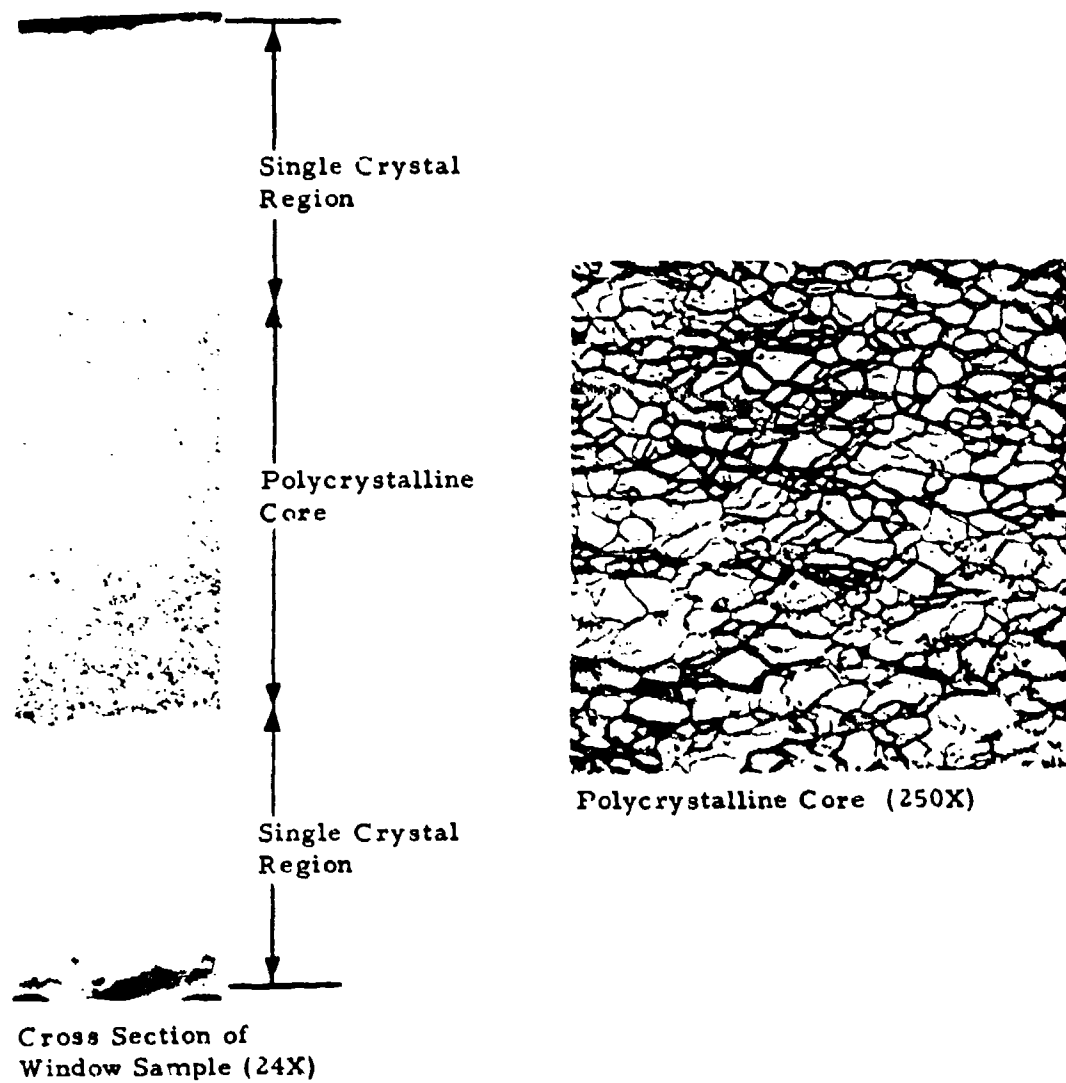 Single Crystal
Region
Polycrystalline
Core
Single Crystal
Region
Polycrystalline Core (250X)
Cross Section of
Window Sample (24X)